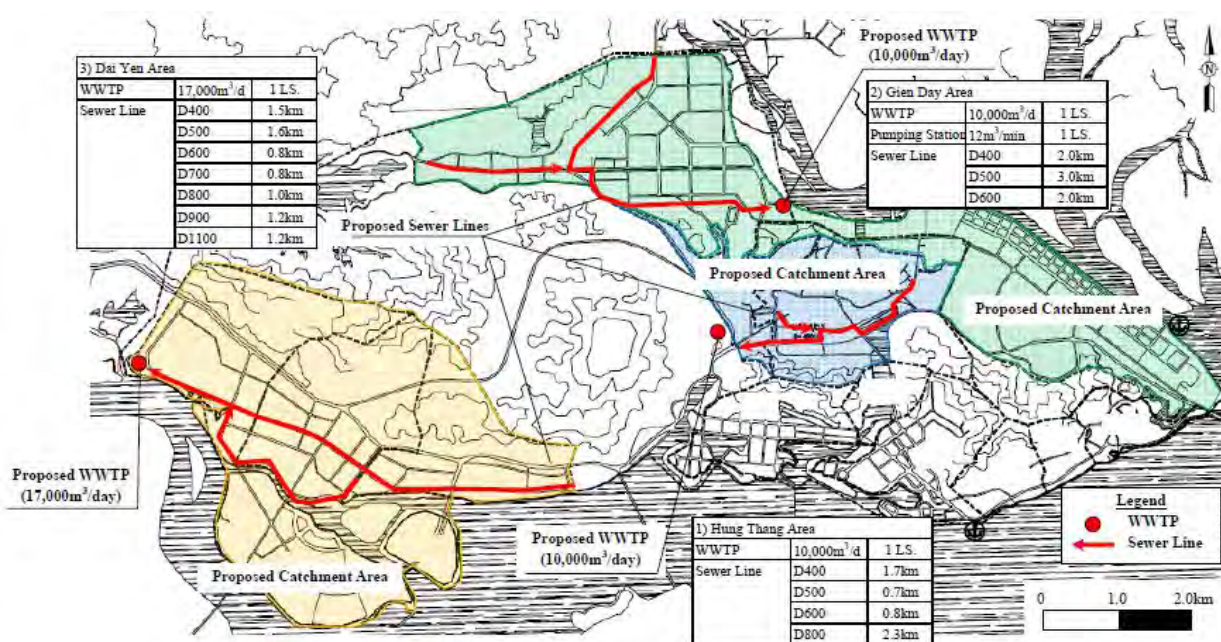 3) Dai Yen Area
WWTP 17,000m³/d 1 LS.
Sewer Line D400 1.5km
D500 1.6km
D600 0.8km
D700 0.8km
D800 1.0km
D900 1.2km
D1100 1.2km
Proposed WWTP
(10,000m³/day)
N
2) Gien Day Area
WWTP 10,000m³/d 1 LS.
Pumping Station 12m³/min 1 LS.
Sewer Line D400 2.0km
D500 3.0km
D600 2.0km
Proposed Sewer Lines
Proposed Catchment Area
Proposed Catchment Area
Proposed WWTP
(17,000m³/day)
Proposed WWTP
(10,000m³/day)
Proposed Catchment Area
1) Hung Thang Area
WWTP 10,000m³/d 1 LS.
Sewer Line D400 1.7km
D500 0.7km
D600 0.8km
D800 2.3km
Legend
WWTP
Sewer Line
0 1.0 2.0km